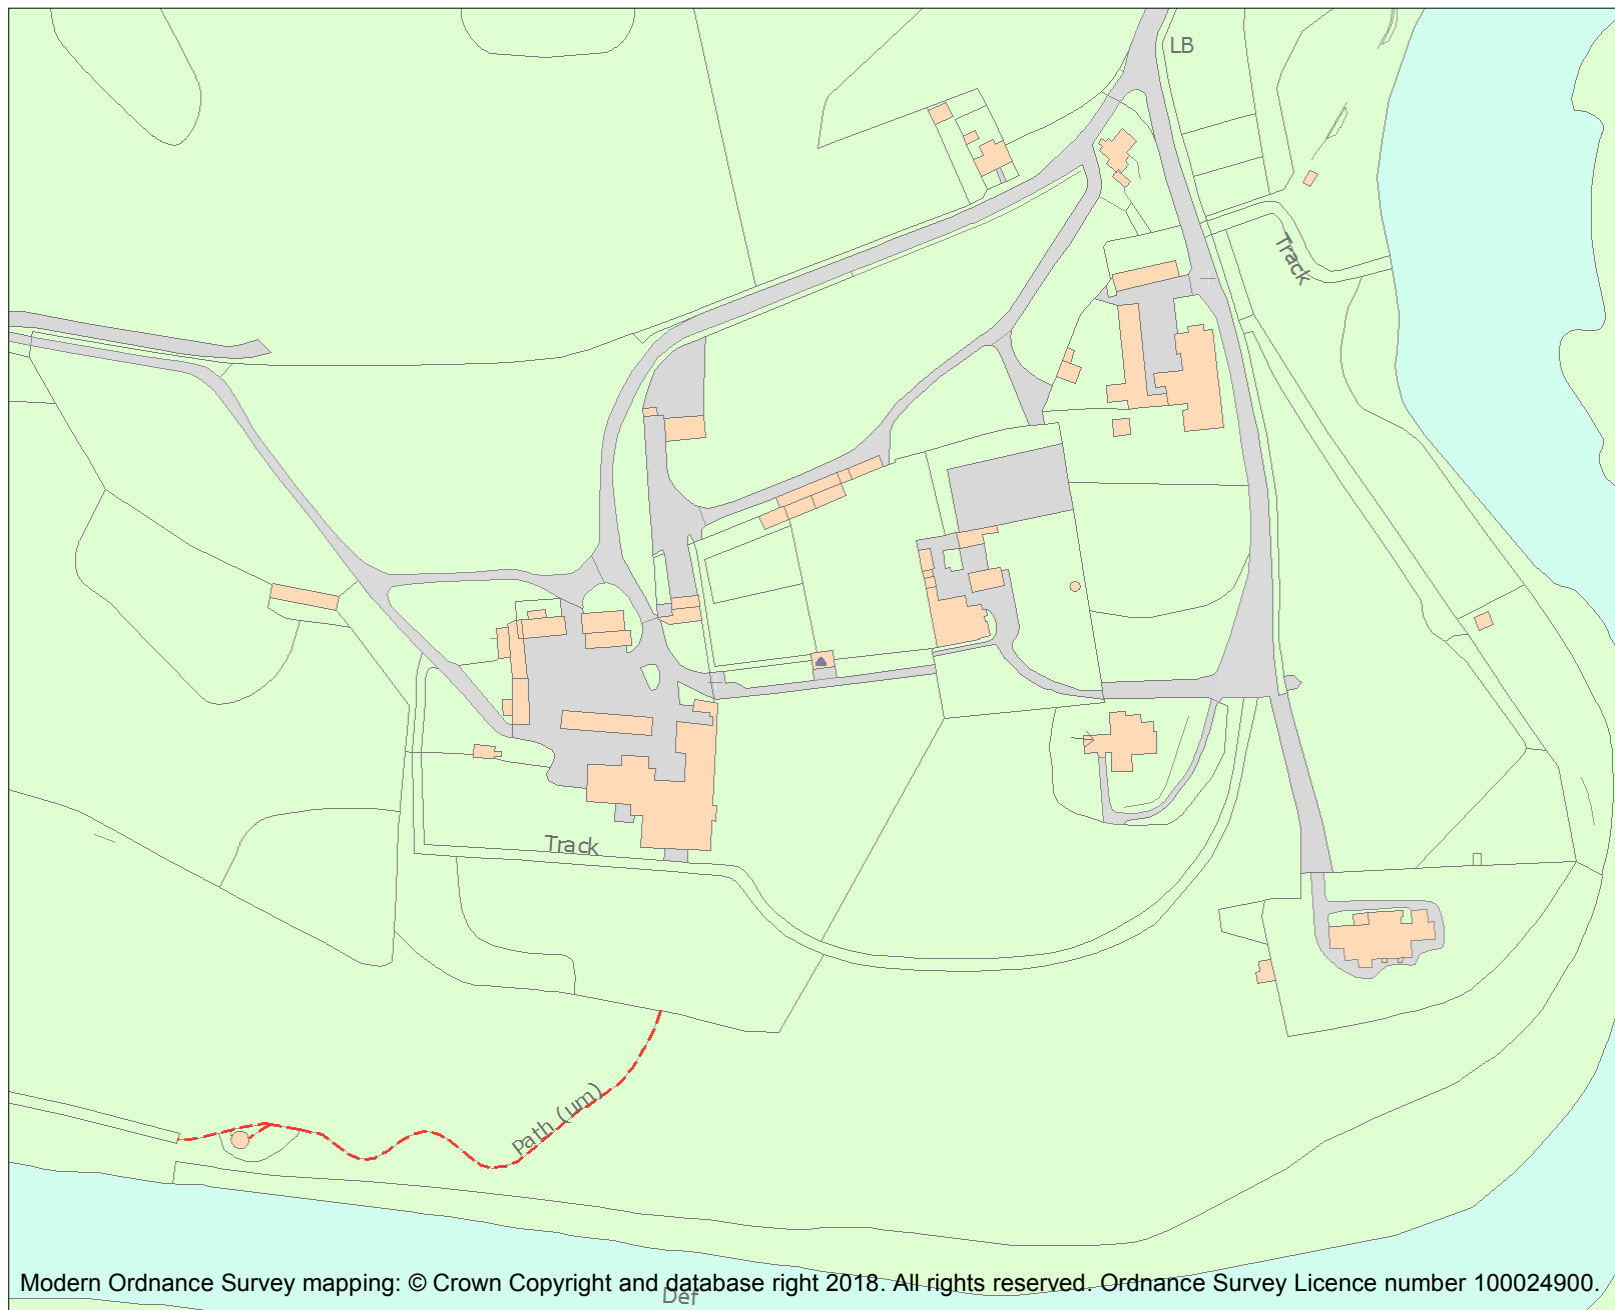 LB
Track
Track
Path (um)
Modern Ordnance Survey mapping: © Crown Copyright and database right 2018. All rights reserved. Ordnance Survey Licence number 100024900.
Def